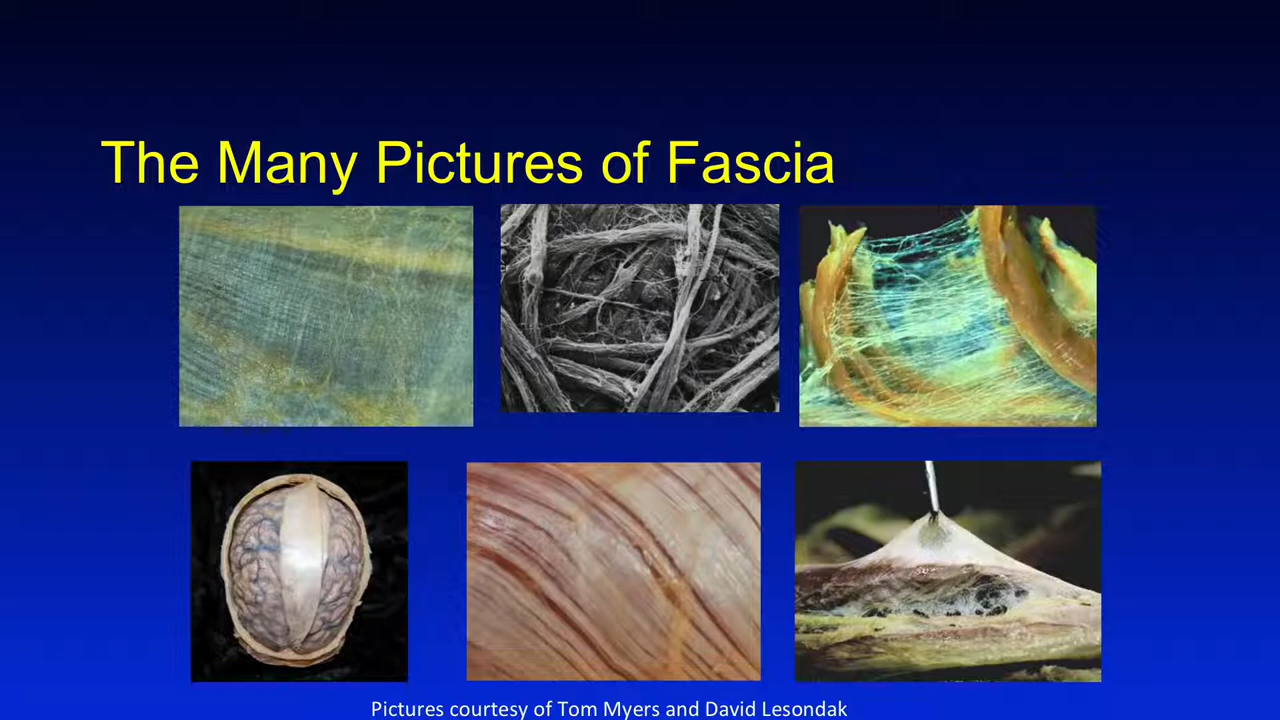 The Many Pictures of Fascia
Pictures courtesy of Tom Myers and David Lesondak